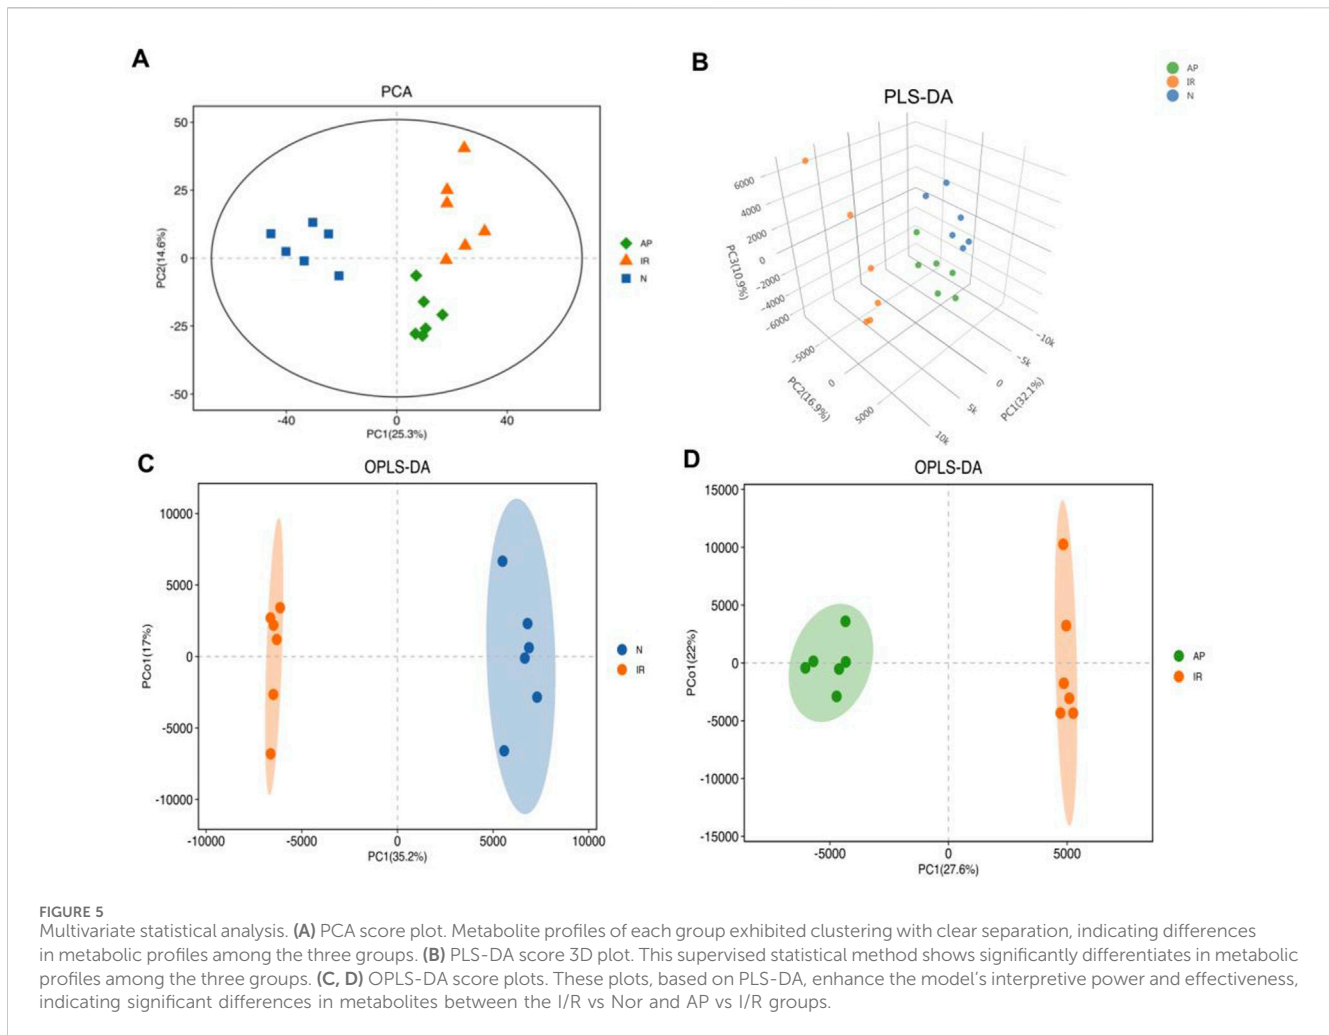 A
PCA
50
25
0
-25
-50
PC2(14.6%)
-40
0
40
PC1(25.3%)
AP
IR
N
B
PLS-DA
AP
IR
N
6000
4000
2000
0
−2000
−4000
−6000
PC3(10.9%)
−5000
0
5000
PC2(16.9%)
−10k
−5k
0
5k
10k
PC1(32.1%)
C
OPLS-DA
10000
5000
0
-5000
-10000
PCo1(17%)
-10000
-5000
0
5000
10000
PC1(35.2%)
N
IR
D
OPLS-DA
15000
10000
5000
0
-5000
-10000
-15000
PCo1(22%)
-5000
0
5000
PC1(27.6%)
AP
IR
FIGURE 5
Multivariate statistical analysis. (A) PCA score plot. Metabolite profiles of each group exhibited clustering with clear separation, indicating differences
in metabolic profiles among the three groups. (B) PLS-DA score 3D plot. This supervised statistical method shows significantly differentiates in metabolic
profiles among the three groups. (C, D) OPLS-DA score plots. These plots, based on PLS-DA, enhance the model's interpretive power and effectiveness,
indicating significant differences in metabolites between the I/R vs Nor and AP vs I/R groups.